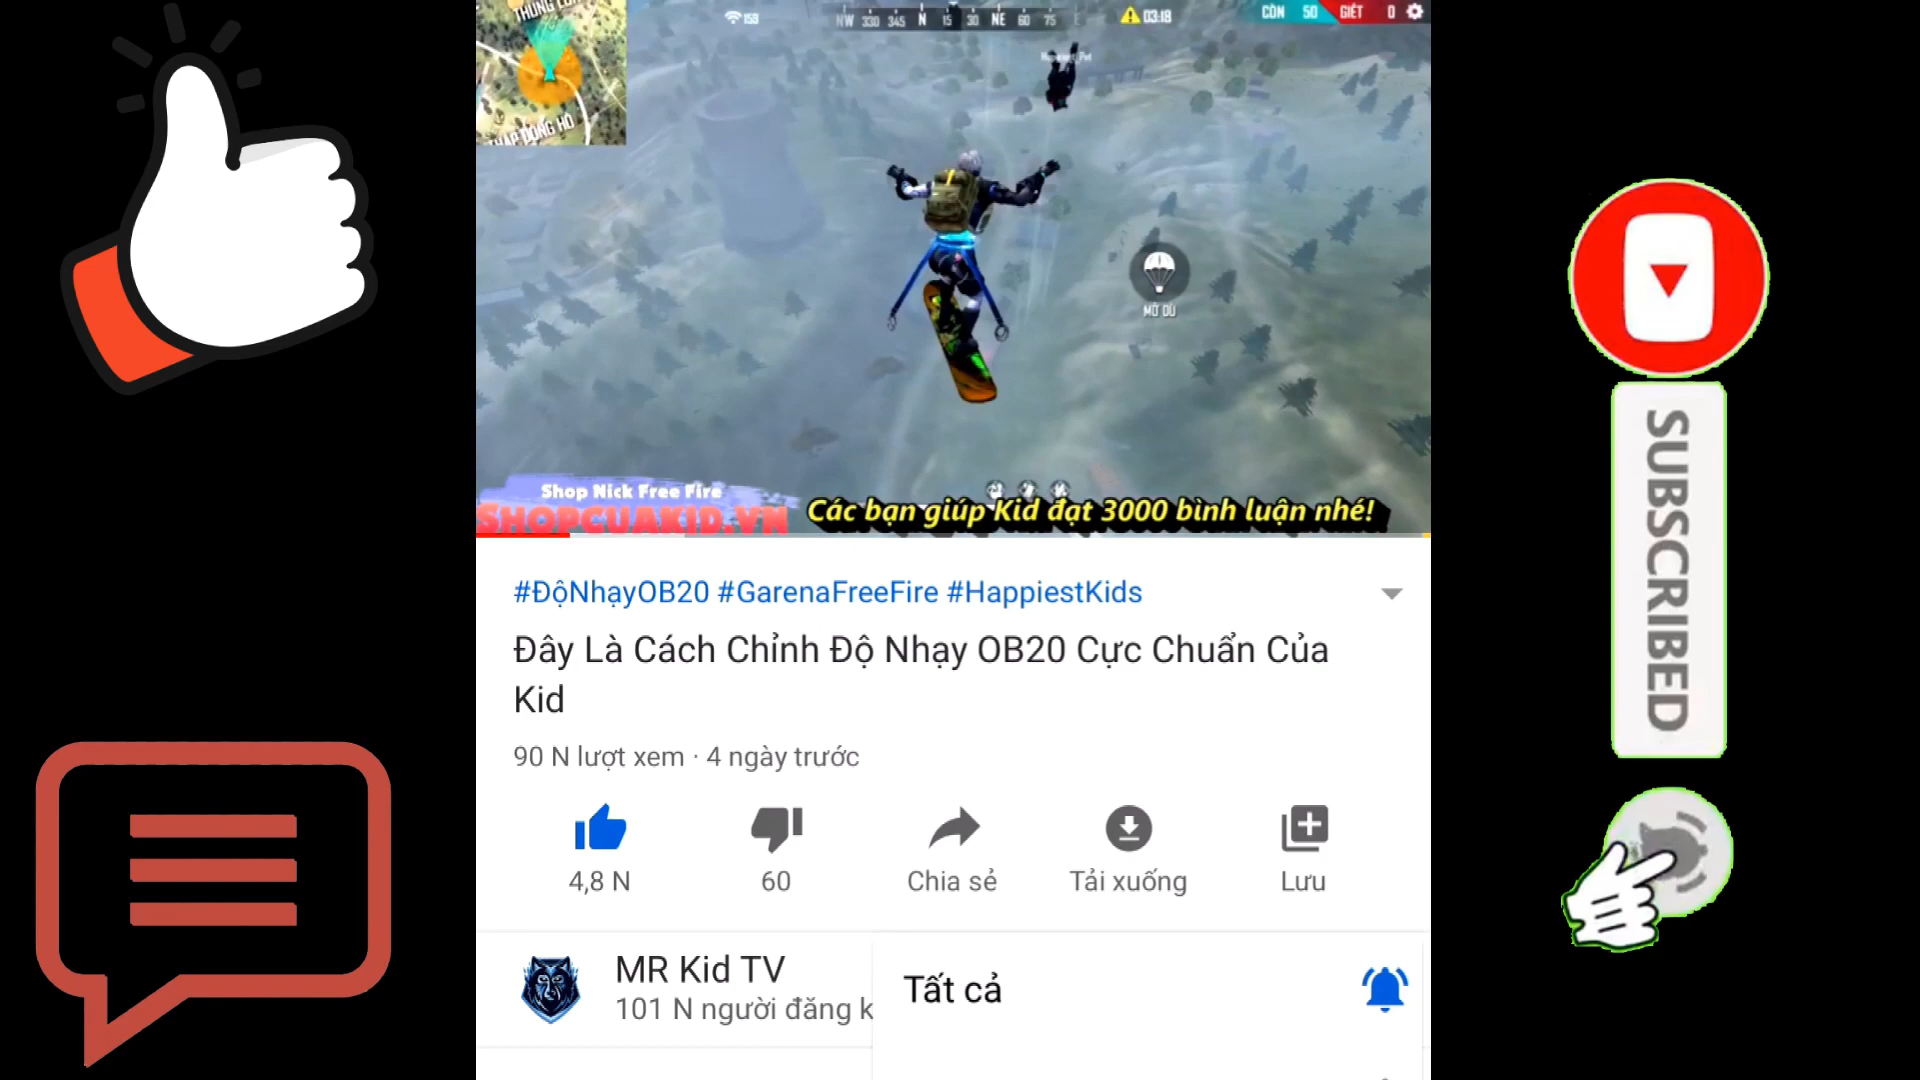 THUNG LŨN
159
NW 330 345 N 15 30 NE 60 75 E
03:18
CÒN 50 GIẾT 0
THÁP ĐỒNG HỒ
MỞ DÙ
Shop Nick Free Fire
SHOPCUAKID.VN
Các bạn giúp Kid đạt 3000 bình luận nhé!
#ĐộNhạyOB20 #GarenaFreeFire #HappiestKids
Đây Là Cách Chỉnh Độ Nhạy OB20 Cực Chuẩn Của
Kid
90 N lượt xem · 4 ngày trước
4,8 N
60
Chia sẻ
Tải xuống
Lưu
MR Kid TV
101 N người đăng k
Tất cả
SUBSCRIBED